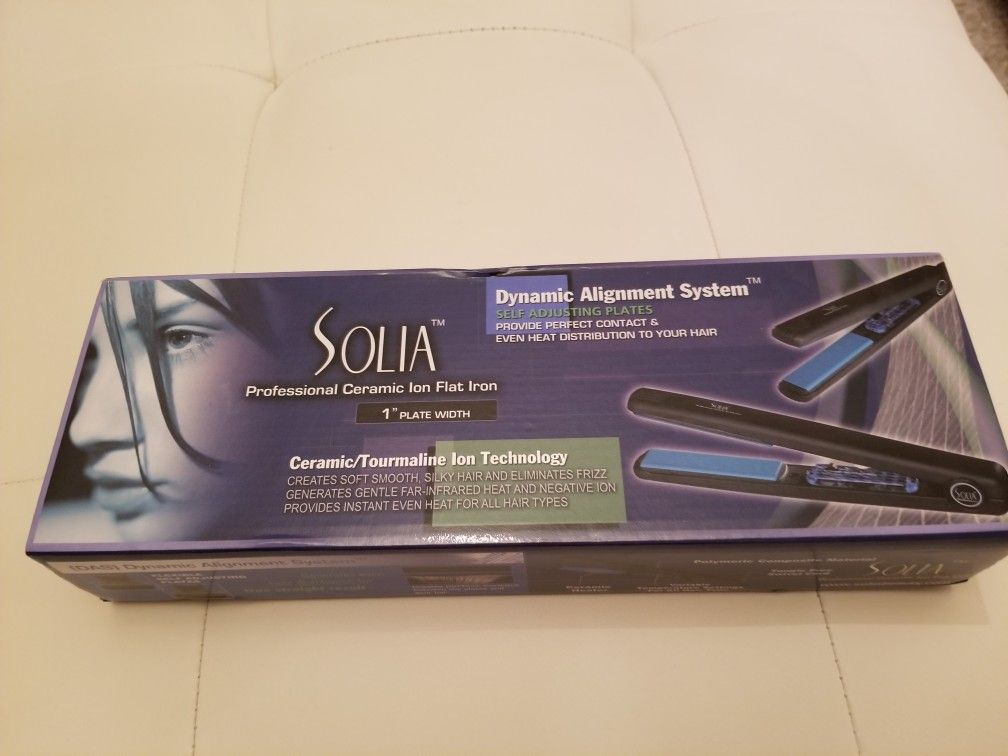 SOLIA™
Professional Ceramic Ion Flat Iron
1" PLATE WIDTH
Dynamic Alignment System™
SELF ADJUSTING PLATES
PROVIDE PERFECT CONTACT &
EVEN HEAT DISTRIBUTION TO YOUR HAIR
Ceramic/Tourmaline Ion Technology
CREATES SOFT SMOOTH, SILKY HAIR AND ELIMINATES FRIZZ
GENERATES GENTLE FAR-INFRARED HEAT AND NEGATIVE ION
PROVIDES INSTANT EVEN HEAT FOR ALL HAIR TYPES
SOLIA
SOLIA
(DAS) Dynamic Alignment System™
Polymeric Composite Material
SOLIA